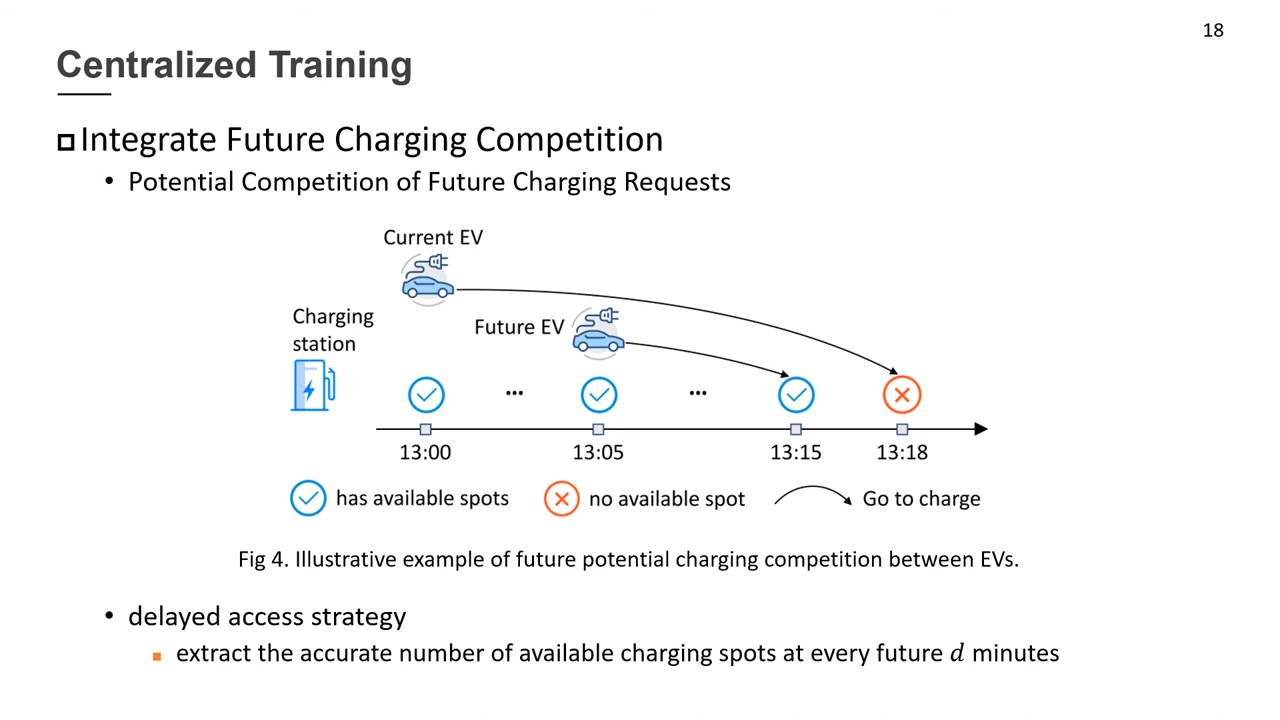 18
Centralized Training
Integrate Future Charging Competition
• Potential Competition of Future Charging Requests
Current EV
Charging
station
Future EV
...
...
13:00
13:05
13:15
13:18
has available spots
no available spot
Go to charge
Fig 4. Illustrative example of future potential charging competition between EVs.
• delayed access strategy
▪ extract the accurate number of available charging spots at every future d minutes